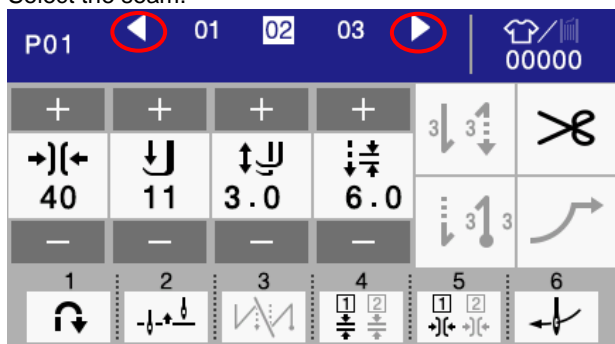 Select the seam.
P01 01 02 03
00000
+ + + +
3 3
40 11 3.0 6.0
3 3
− − − −
1 2 3 4 5 6
1 2 1 2